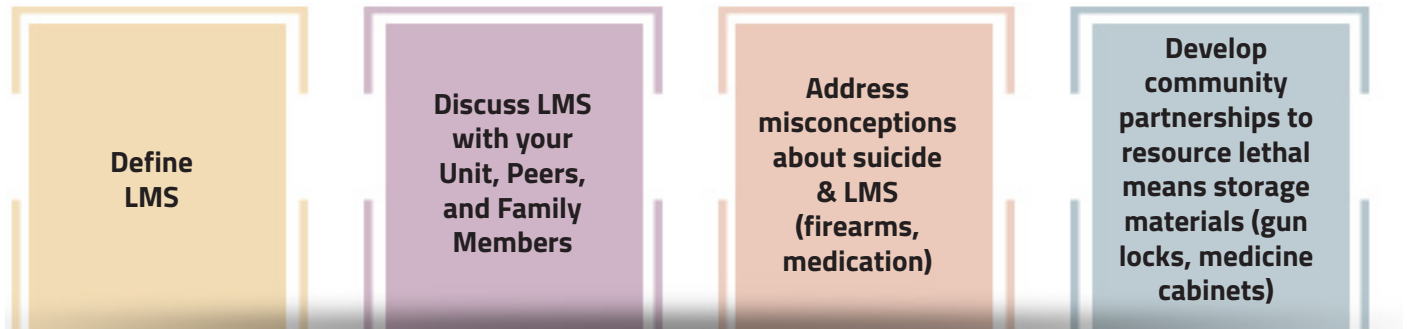 Define
LMS
Discuss LMS
with your
Unit, Peers,
and Family
Members
Address
misconceptions
about suicide
& LMS
(firearms,
medication)
Develop
community
partnerships to
resource lethal
means storage
materials (gun
locks, medicine
cabinets)